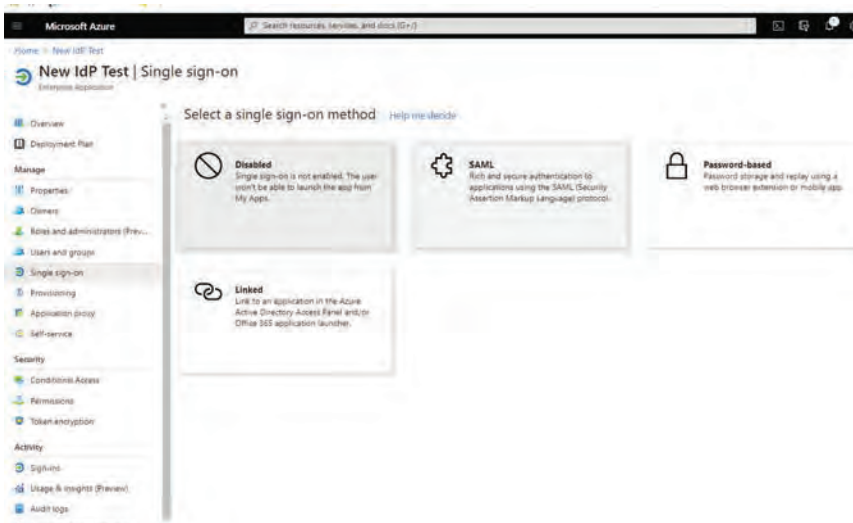 Microsoft Azure
Search resources, services, and docs (G+/)
Home > New IdP Test
New IdP Test | Single sign-on
Enterprise Application
Overview
Deployment Plan
Manage
Properties
Owners
Roles and administrators (Prev...
Users and groups
Single sign-on
Provisioning
Application proxy
Self-service
Security
Conditional Access
Permissions
Token encryption
Activity
Sign-ins
Usage & insights (Preview)
Audit logs
Select a single sign-on method Help me decide
Disabled
Single sign-on is not enabled. The user
won't be able to launch the app from
My Apps.
SAML
Rich and secure authentication to
applications using the SAML (Security
Assertion Markup Language) protocol.
Password-based
Password storage and replay using a
web browser extension or mobile app.
Linked
Link to an application in the Azure
Active Directory Access Panel and/or
Office 365 application launcher.